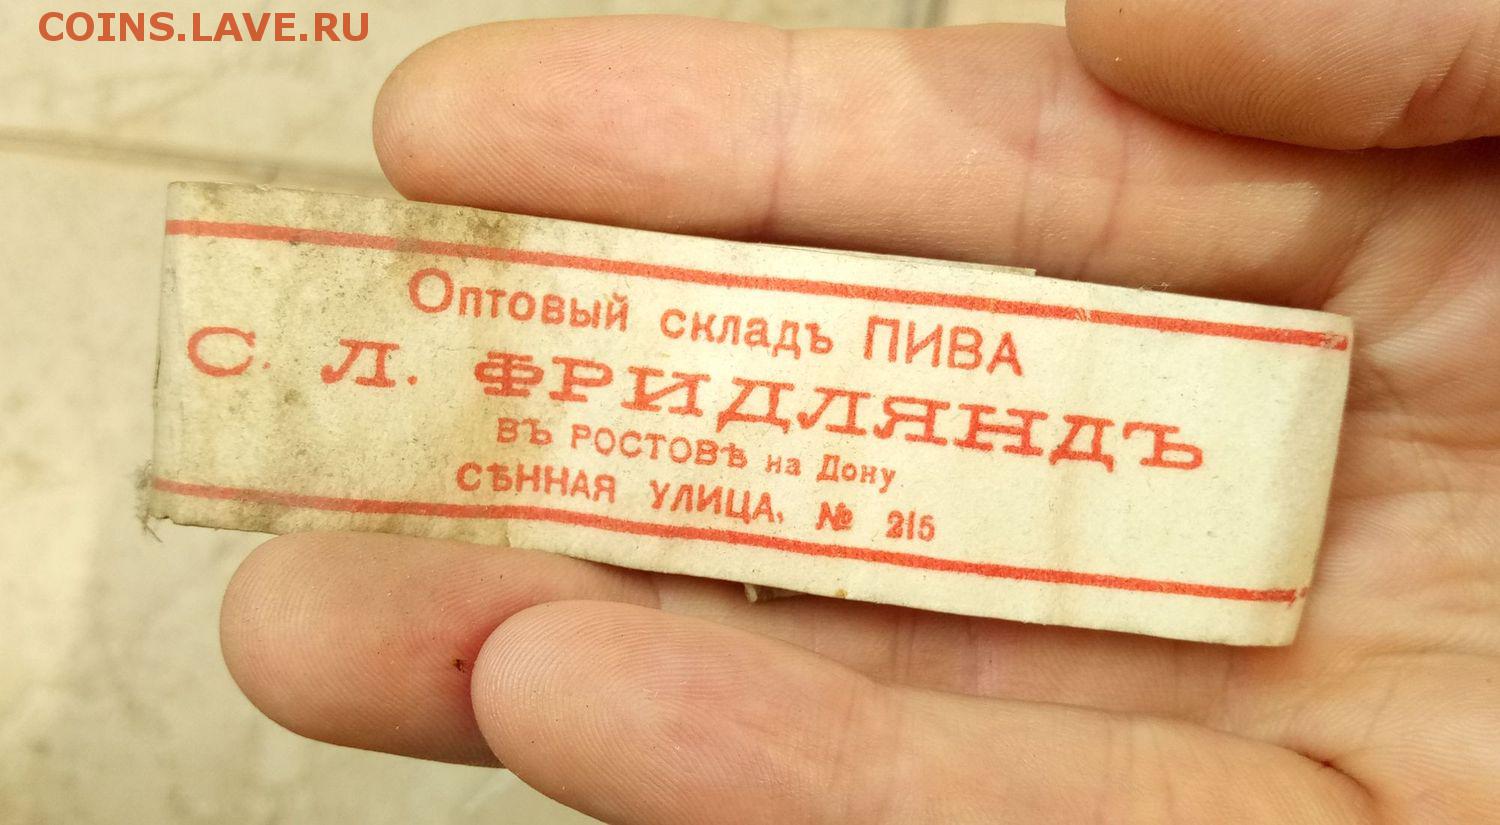 COINS.LAVE.RU
Оптовый складъ ПИВА
С. Л. ФРИДЛЯНДЪ
ВЪ РОСТОВѢ на Дону
СѢННАЯ УЛИЦА, № 215